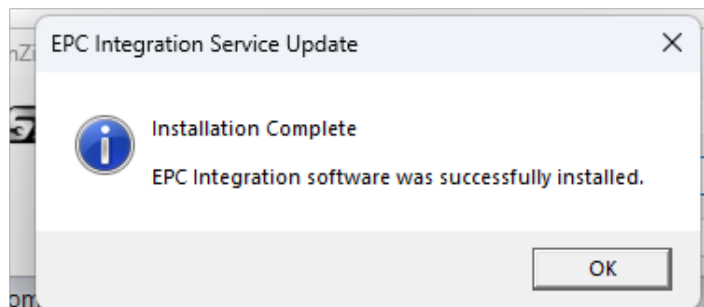 EPC Integration Service Update
Installation Complete
EPC Integration software was successfully installed.
OK